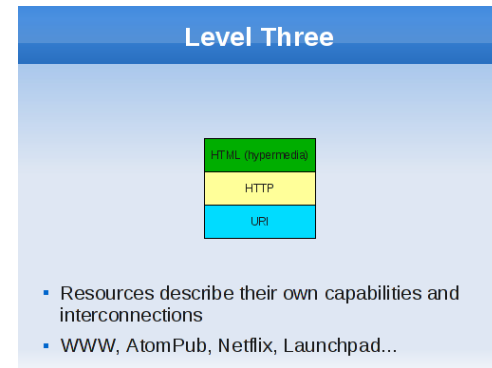 Level Three
HTML (hypermedia)
HTTP
URI
Resources describe their own capabilities and
interconnections
WWW, AtomPub, Netflix, Launchpad...